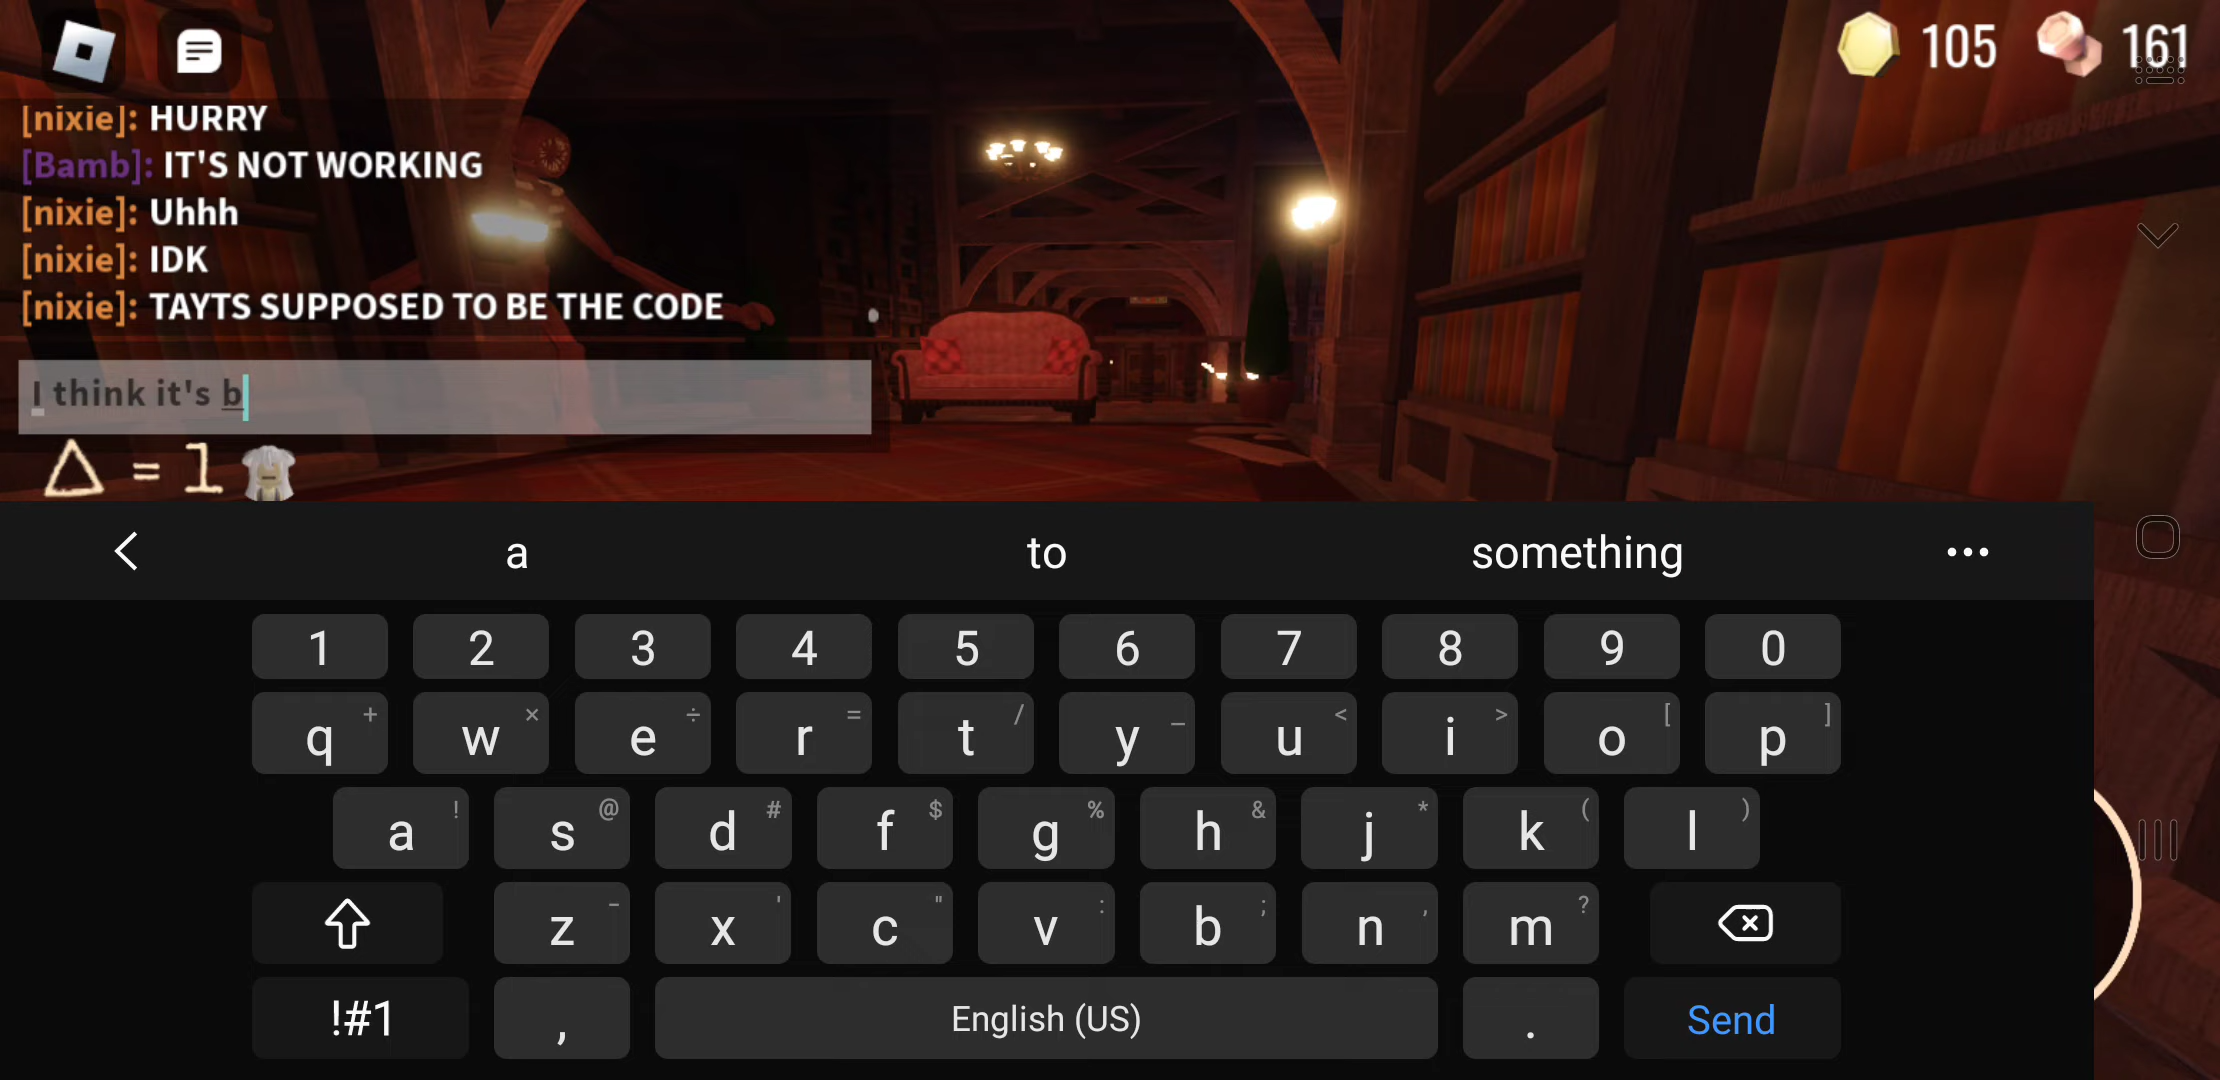 105
161
[nixie]: HURRY
[Bamb]: IT'S NOT WORKING
[nixie]: Uhhh
[nixie]: IDK
[nixie]: TAYTS SUPPOSED TO BE THE CODE
I think it's b
△ = 1
a to something ...
1 2 3 4 5 6 7 8 9 0
q + w × e ÷ r = t / y _ u < i > o [ p ]
a ! s @ d # f $ g % h & j * k ( l )
z - x ' c " v : b ; n , m ?
!#1 , English (US) . Send